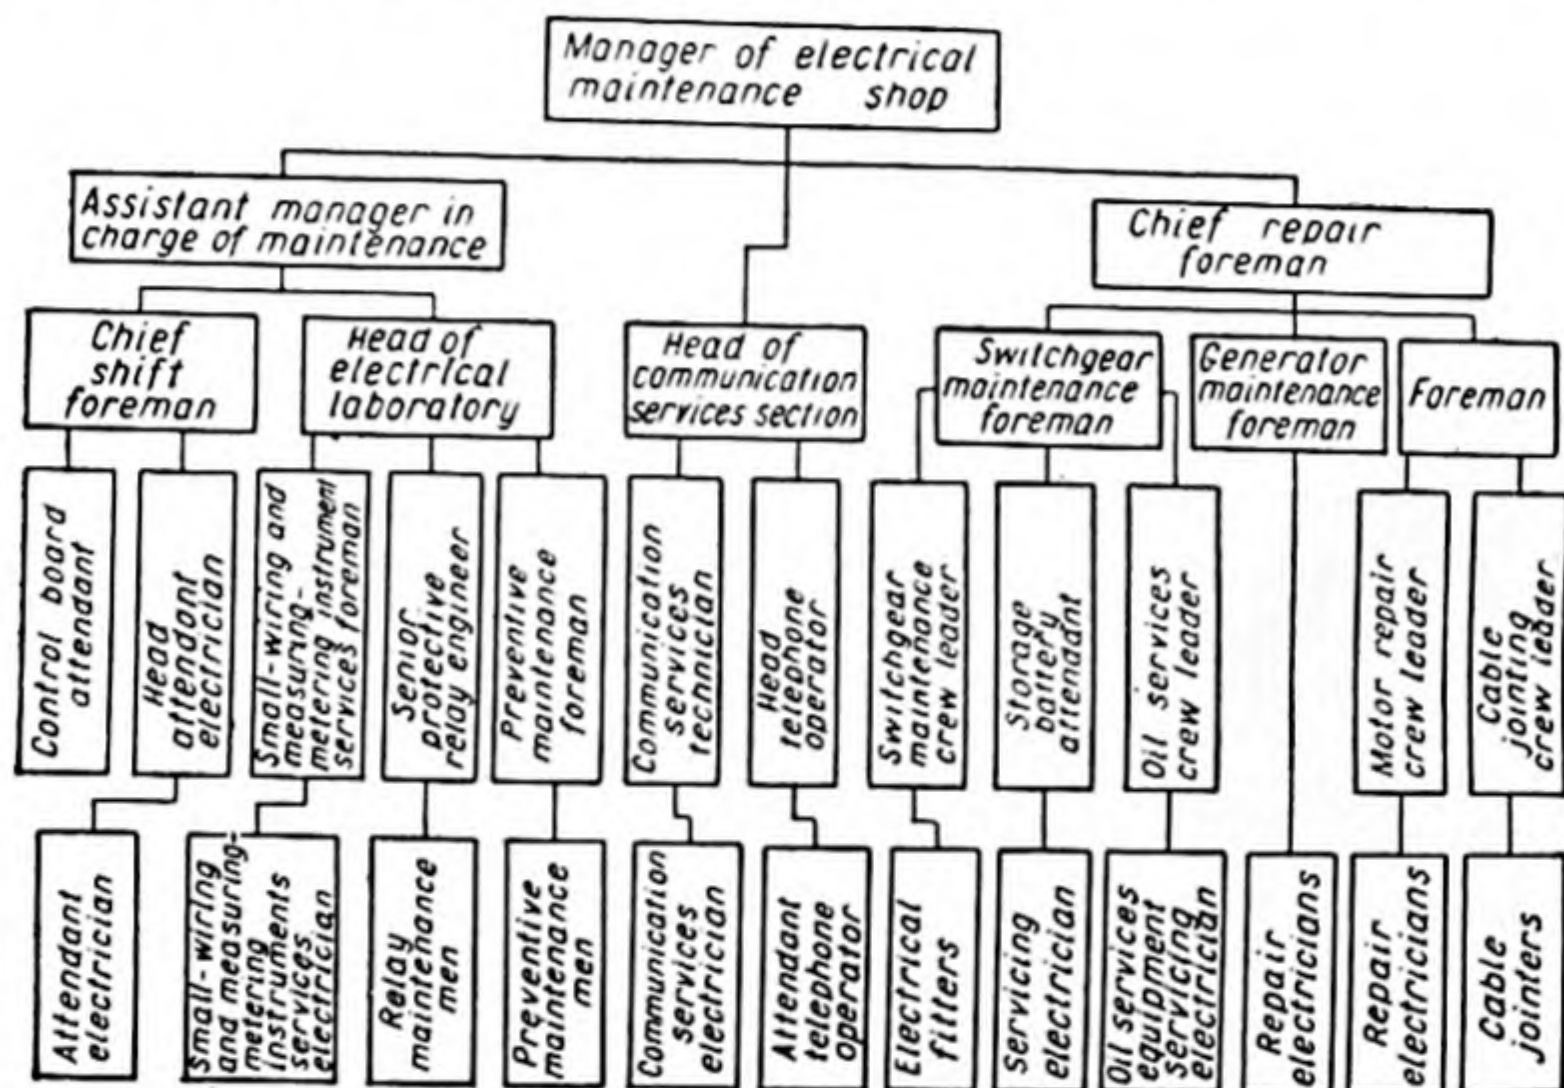 Manager of electrical
maintenance shop
Assistant manager in
charge of maintenance
Chief repair
foreman
Chief
shift
foreman
Head of
electrical
laboratory
Head of
communication
services section
Switchgear
maintenance
foreman
Generator
maintenance
foreman
Foreman
Control board
attendant
Head
attendant
electrician
Small-wiring and
measuring-
metering instrument
services foreman
Senior
protective
relay engineer
Preventive
maintenance
foreman
Communication
services
technician
Head
telephone
operator
Switchgear
maintenance
crew leader
Storage
battery
attendant
Oil services
crew leader
Motor repair
crew leader
Cable
jointing
crew leader
Attendant
electrician
Small-wiring
and measuring-
metering
instruments
services
electrician
Relay
maintenance
men
Preventive
maintenance
men
Communication
services
electrician
Attendant
telephone
operator
Electrical
fitters
Servicing
electrician
Oil services
equipment
servicing
electrician
Repair
electricians
Repair
electricians
Cable
jointers